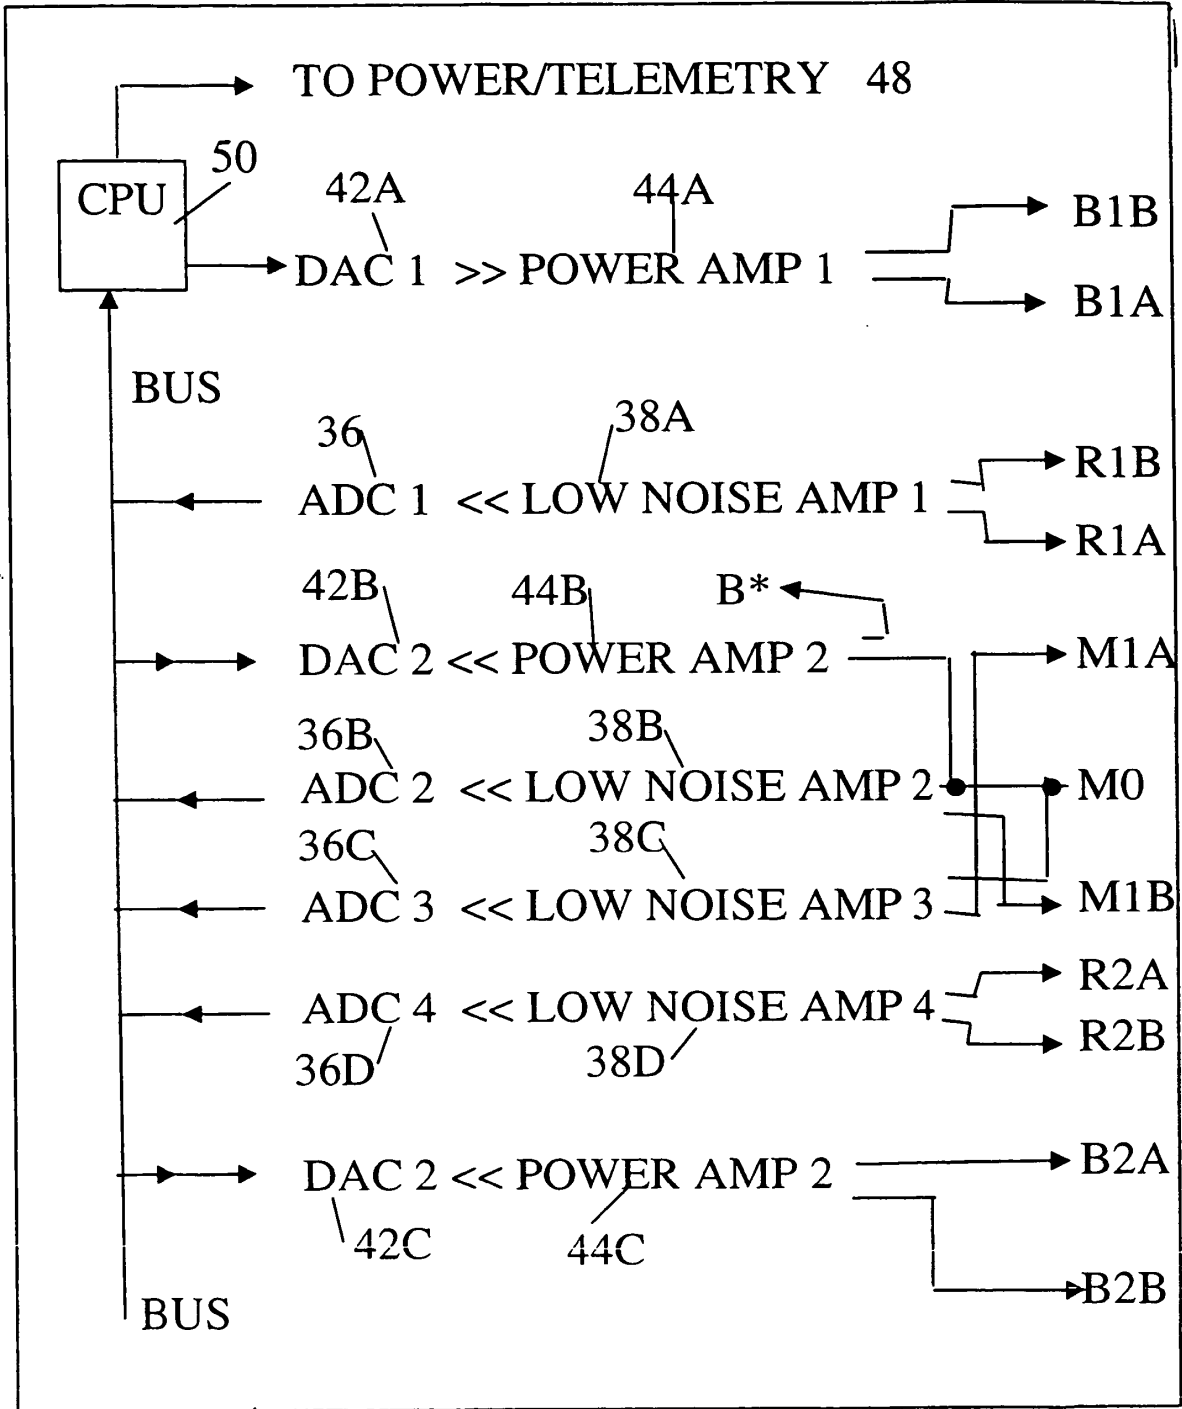 TO POWER/TELEMETRY 48
50
CPU
42A 44A
B1B
DAC 1 >> POWER AMP 1
B1A
BUS
36 38A
R1B
ADC 1 << LOW NOISE AMP 1
R1A
42B 44B B*
DAC 2 << POWER AMP 2 M1A
36B 38B
ADC 2 << LOW NOISE AMP 2 M0
36C 38C
ADC 3 << LOW NOISE AMP 3 M1B
R2A
ADC 4 << LOW NOISE AMP 4
R2B
36D 38D
DAC 2 << POWER AMP 2 B2A
42C 44C
B2B
BUS